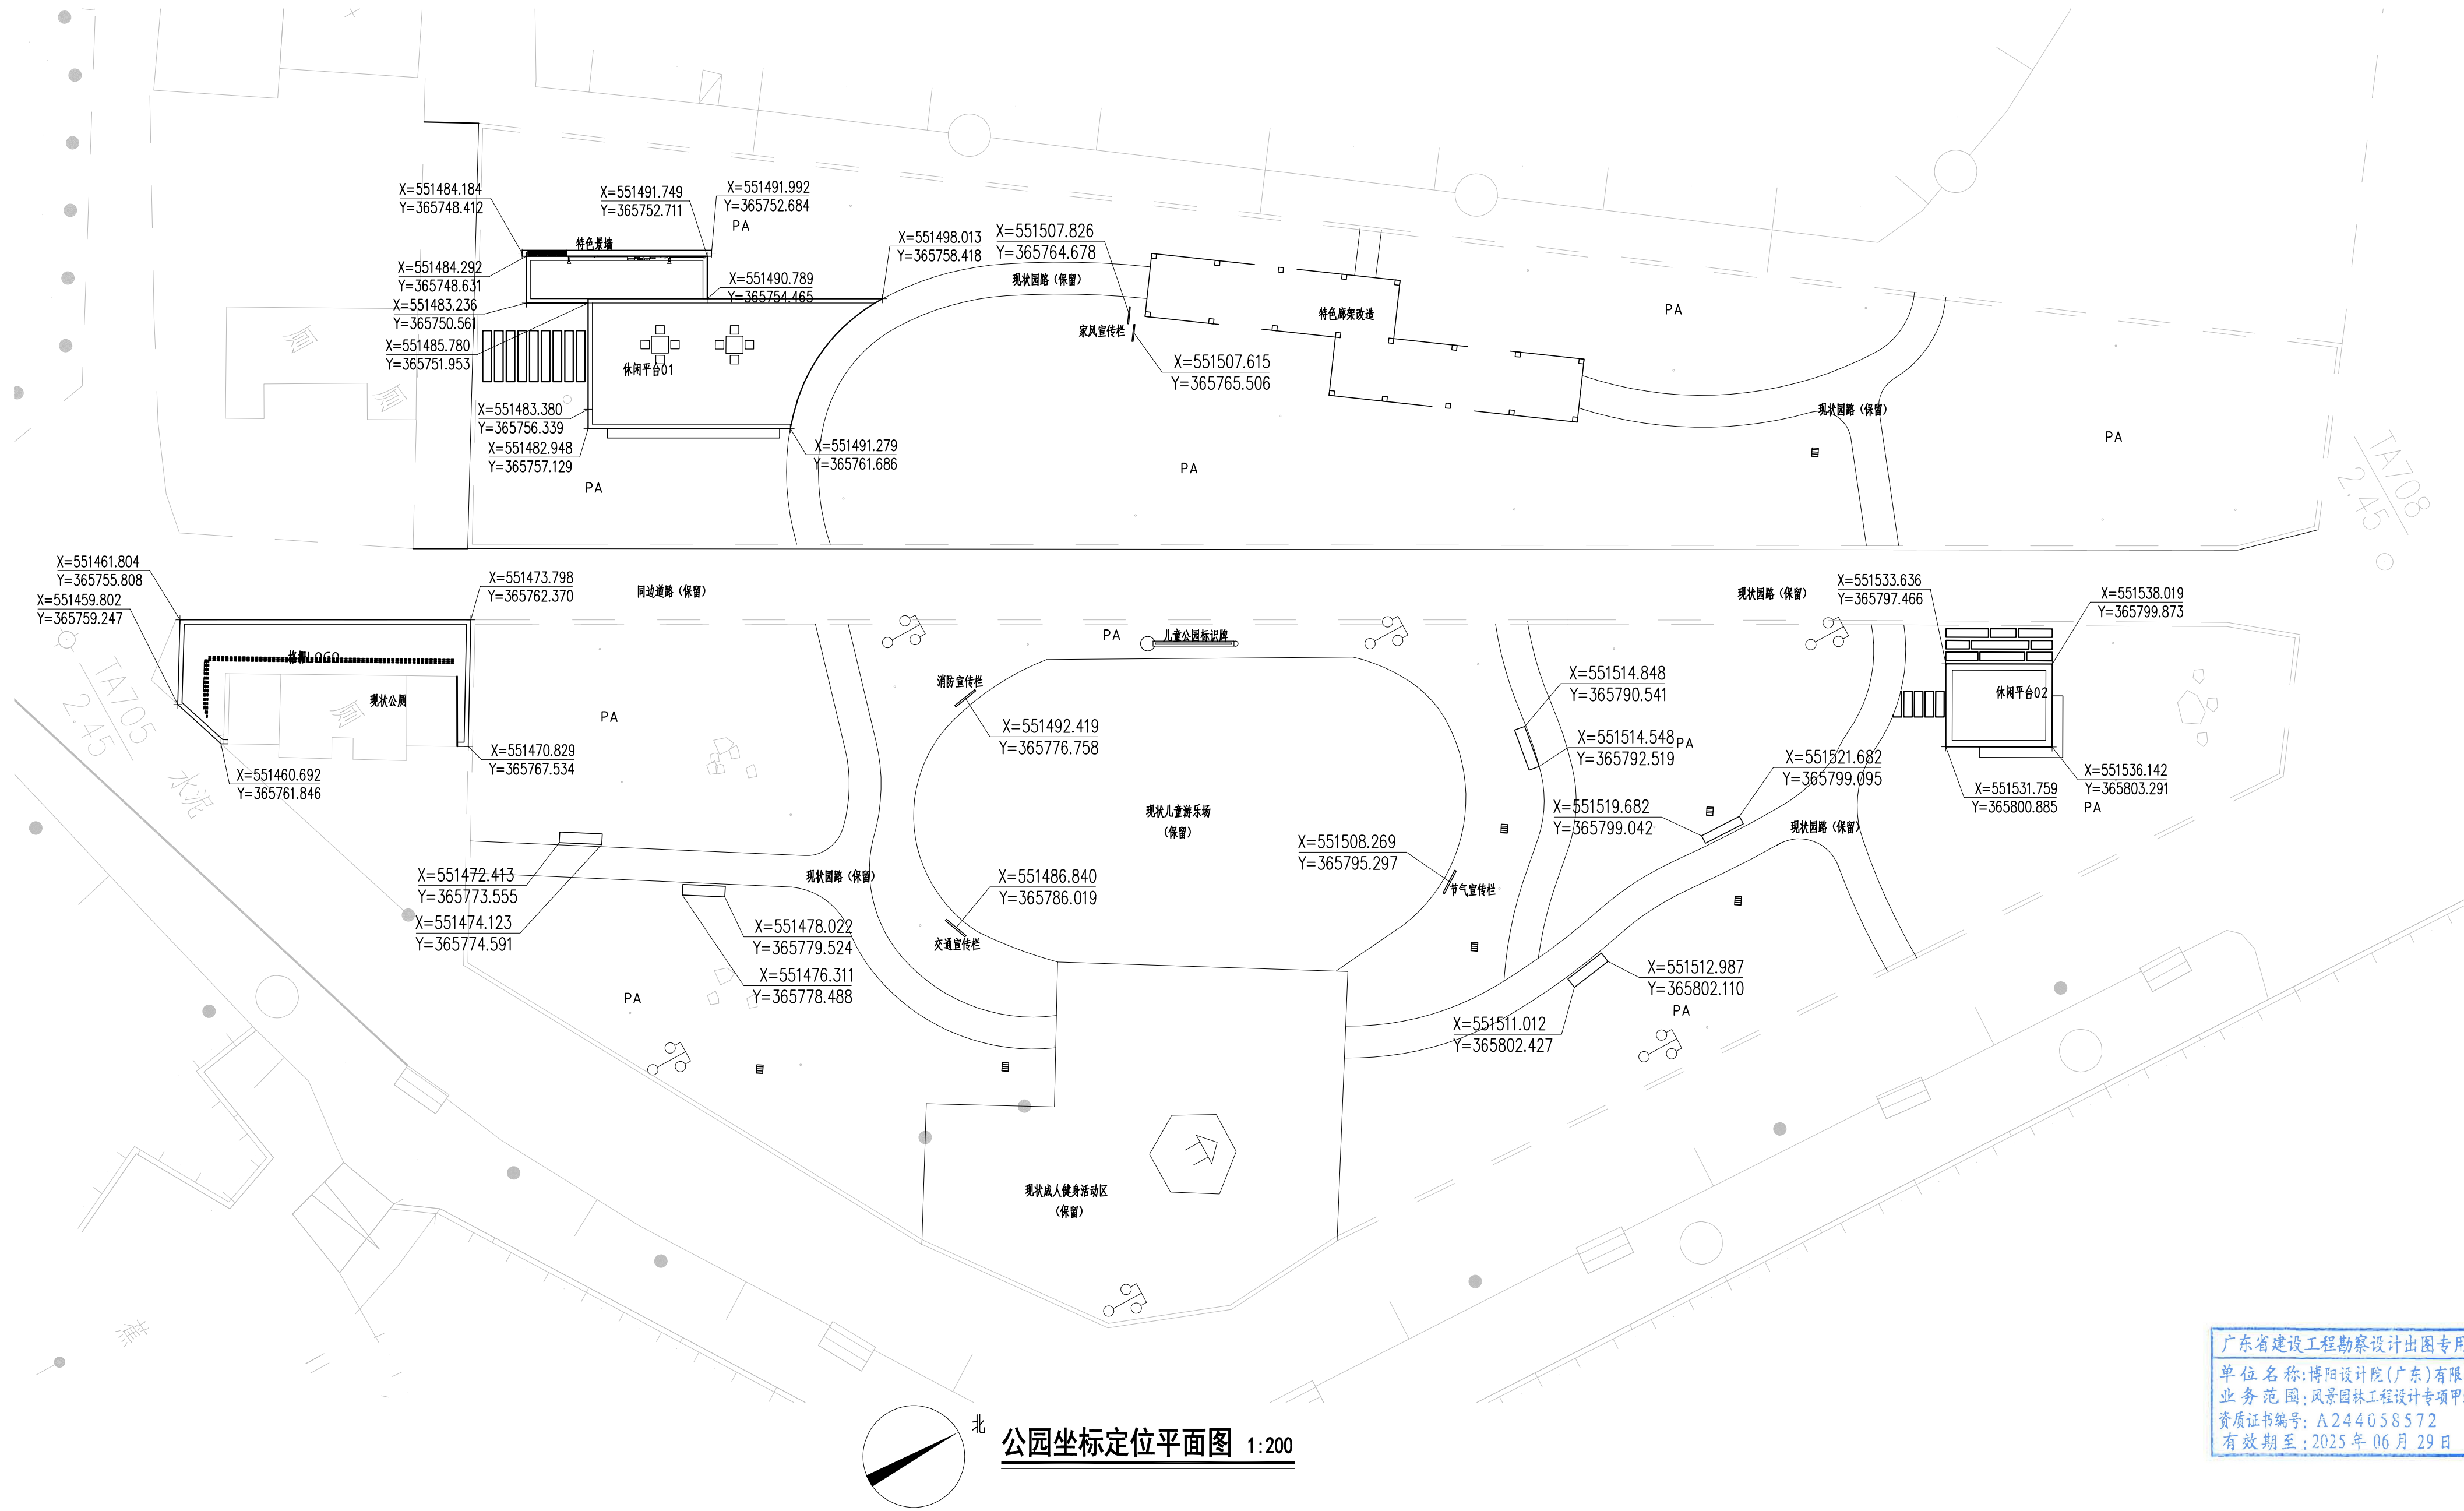 X=551484.184
Y=365748.412
X=551491.749
Y=365752.711
X=551491.992
Y=365752.684
PA
特色景墙
X=551498.013
Y=365758.418
X=551507.826
Y=365764.678
X=551484.292
Y=365748.631
X=551490.789
Y=365754.465
现状园路（保留）
X=551483.236
Y=365750.561
X=551485.780
Y=365751.953
休闲平台01
家风宣传栏
特色廊架改造
PA
X=551507.615
Y=365765.506
厕
厕
X=551483.380
Y=365756.339
X=551482.948
Y=365757.129
X=551491.279
Y=365761.686
现状园路（保留）
PA
PA
PA
TA708
2.45
X=551461.804
Y=365755.808
X=551459.802
Y=365759.247
X=551473.798
Y=365762.370
同边道路（保留）
现状园路（保留）
X=551533.636
Y=365797.466
X=551538.019
Y=365799.873
PA
儿童公园标识牌
LOGO
现状公厕
厕
TA705
2.45
水泥
消防宣传栏
X=551492.419
Y=365776.758
X=551514.848
Y=365790.541
休闲平台02
PA
X=551514.548
Y=365792.519
PA
X=551470.829
Y=365767.534
X=551460.692
Y=365761.846
X=551521.682
Y=365799.095
X=551536.142
Y=365803.291
PA
X=551531.759
Y=365800.885
X=551519.682
Y=365799.042
现状儿童游乐场
（保留）
现状园路（保留）
X=551508.269
Y=365795.297
X=551472.413
Y=365773.555
现状园路（保留）
X=551486.840
Y=365786.019
节气宣传栏
X=551474.123
Y=365774.591
X=551478.022
Y=365779.524
交通宣传栏
X=551476.311
Y=365778.488
PA
X=551512.987
Y=365802.110
PA
X=551511.012
Y=365802.427
现状成人健身活动区
（保留）
蕉
北
公园坐标定位平面图 1:200
广东省建设工程勘察设计出图专用
单位名称:博阳设计院(广东)有限
业务范围:风景园林工程设计专项甲
资质证书编号: A244058572
有效期至:2025年06月29日